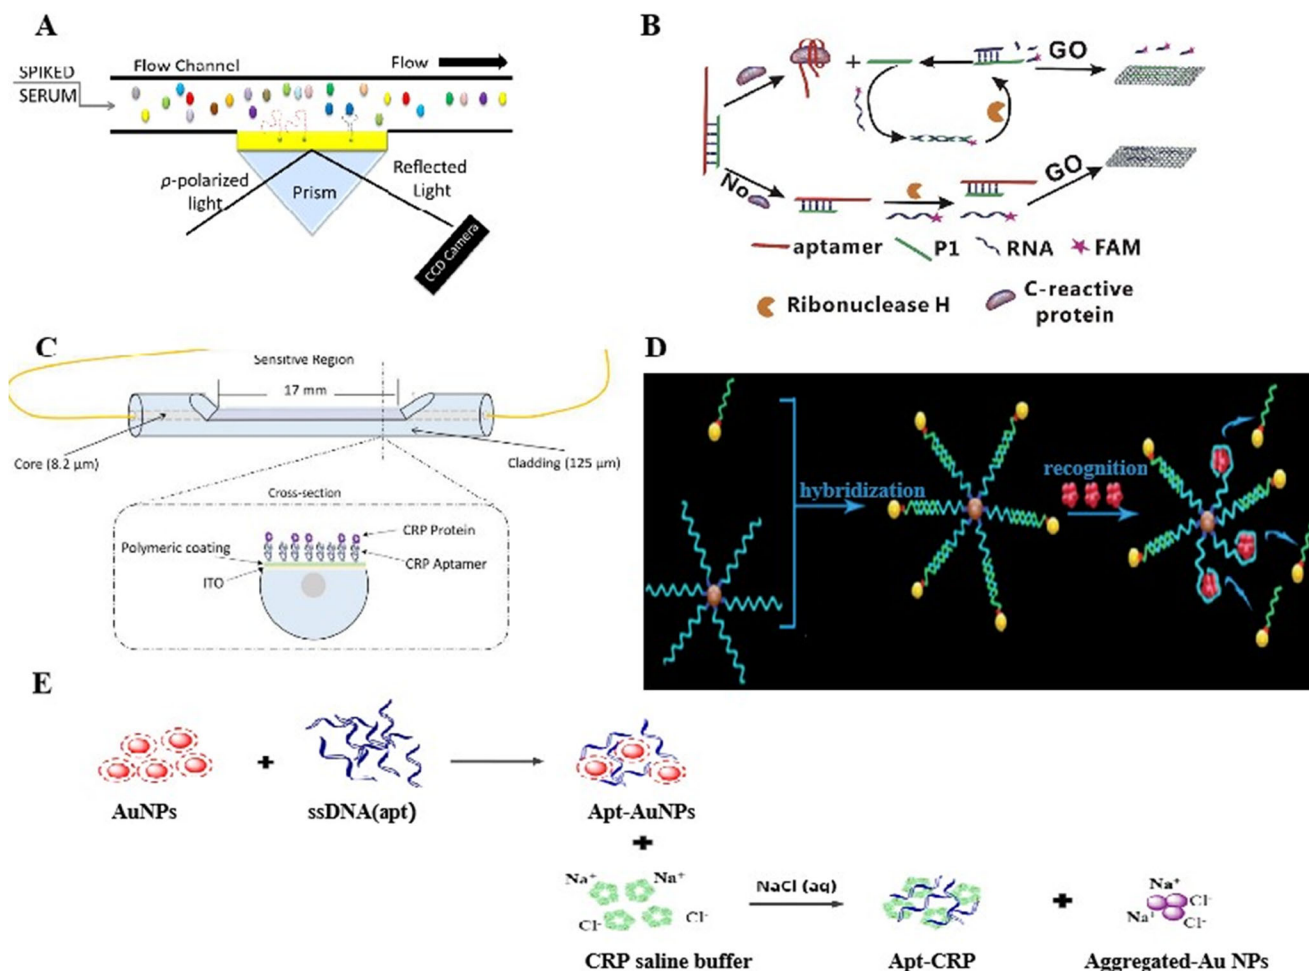 A
SPIKED
SERUM
Flow Channel
Flow
ρ-polarized
light
Prism
Reflected
Light
CCD Camera
B
GO
+
No
GO
aptamer
P1
RNA
FAM
Ribonuclease H
C-reactive
protein
C
Sensitive Region
17 mm
Core (8.2 μm)
Cladding (125 μm)
Cross-section
CRP Protein
Polymeric coating
CRP Aptamer
ITO
D
hybridization
recognition
E
+
AuNPs
ssDNA(apt)
Apt-AuNPs
+
Na⁺
Na⁺
Cl⁻
Cl⁻
NaCl (aq)
+
Na⁺
Cl⁻
Na⁺
Cl⁻
CRP saline buffer
Apt-CRP
Aggregated-Au NPs